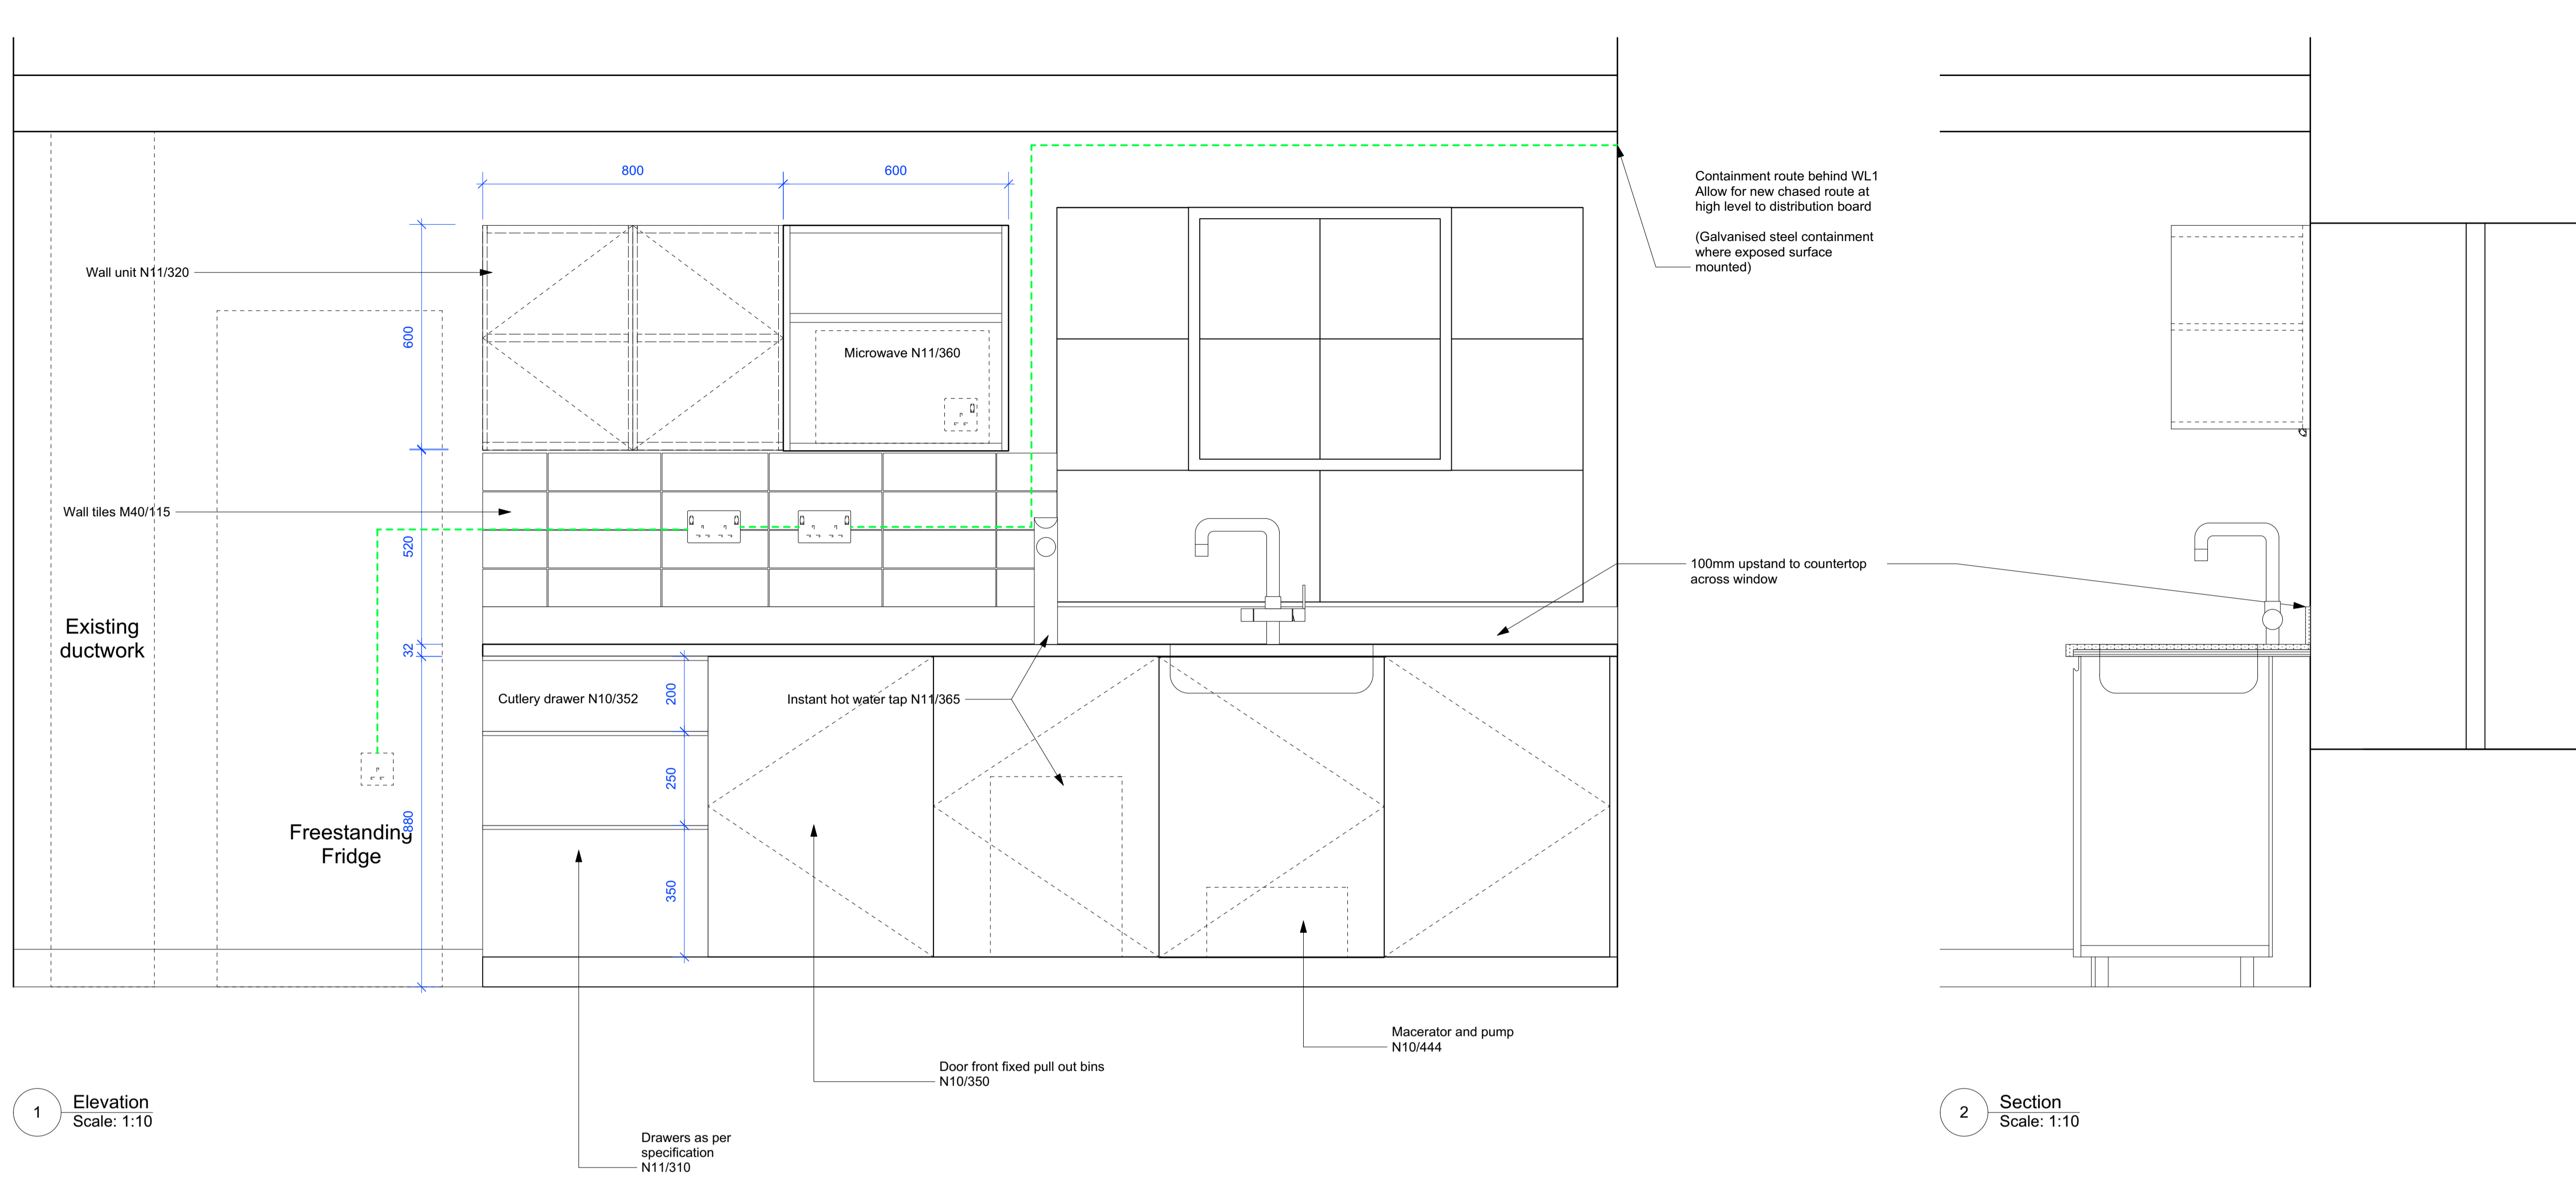 800
600
Containment route behind WL1
Allow for new chased route at
high level to distribution board
(Galvanised steel containment
where exposed surface
mounted)
Wall unit N11/320
600
Microwave N11/360
Wall tiles M40/115
520
100mm upstand to countertop
across window
Existing
ductwork
32
Cutlery drawer N10/352
200
Instant hot water tap N11/365
250
Freestanding
Fridge
880
350
Macerator and pump
N10/444
Door front fixed pull out bins
N10/350
Drawers as per
specification
N11/310
1
Elevation
Scale: 1:10
2
Section
Scale: 1:10